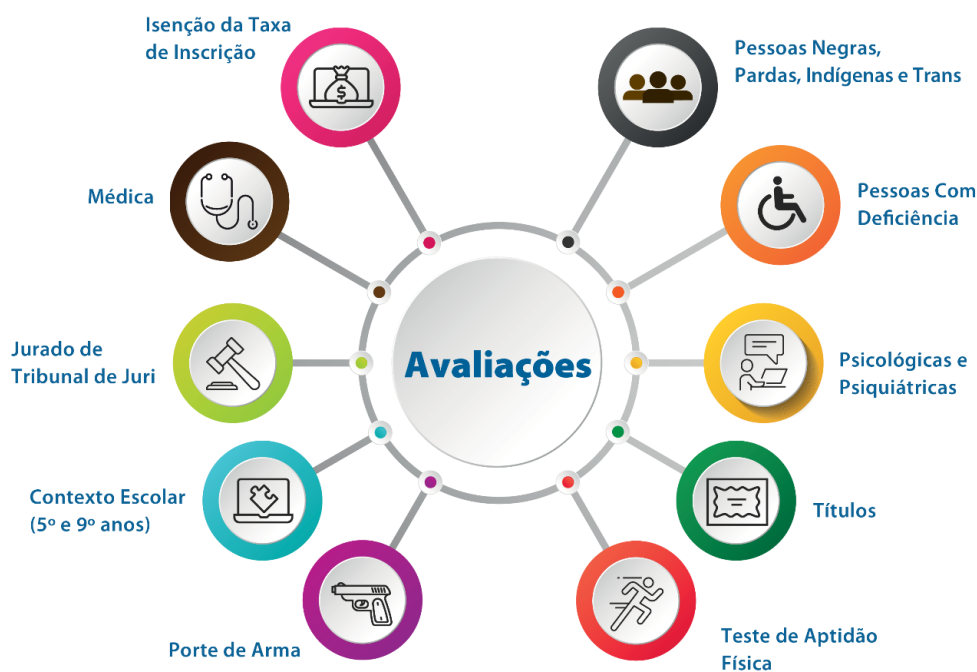 Isenção da Taxa
de Inscrição
Pessoas Negras,
Pardas, Indígenas e Trans
Médica
Pessoas Com
Deficiência
Jurado de
Tribunal de Juri
Avaliações
Psicológicas e
Psiquiátricas
Contexto Escolar
(5º e 9º anos)
Títulos
Porte de Arma
Teste de Aptidão
Física